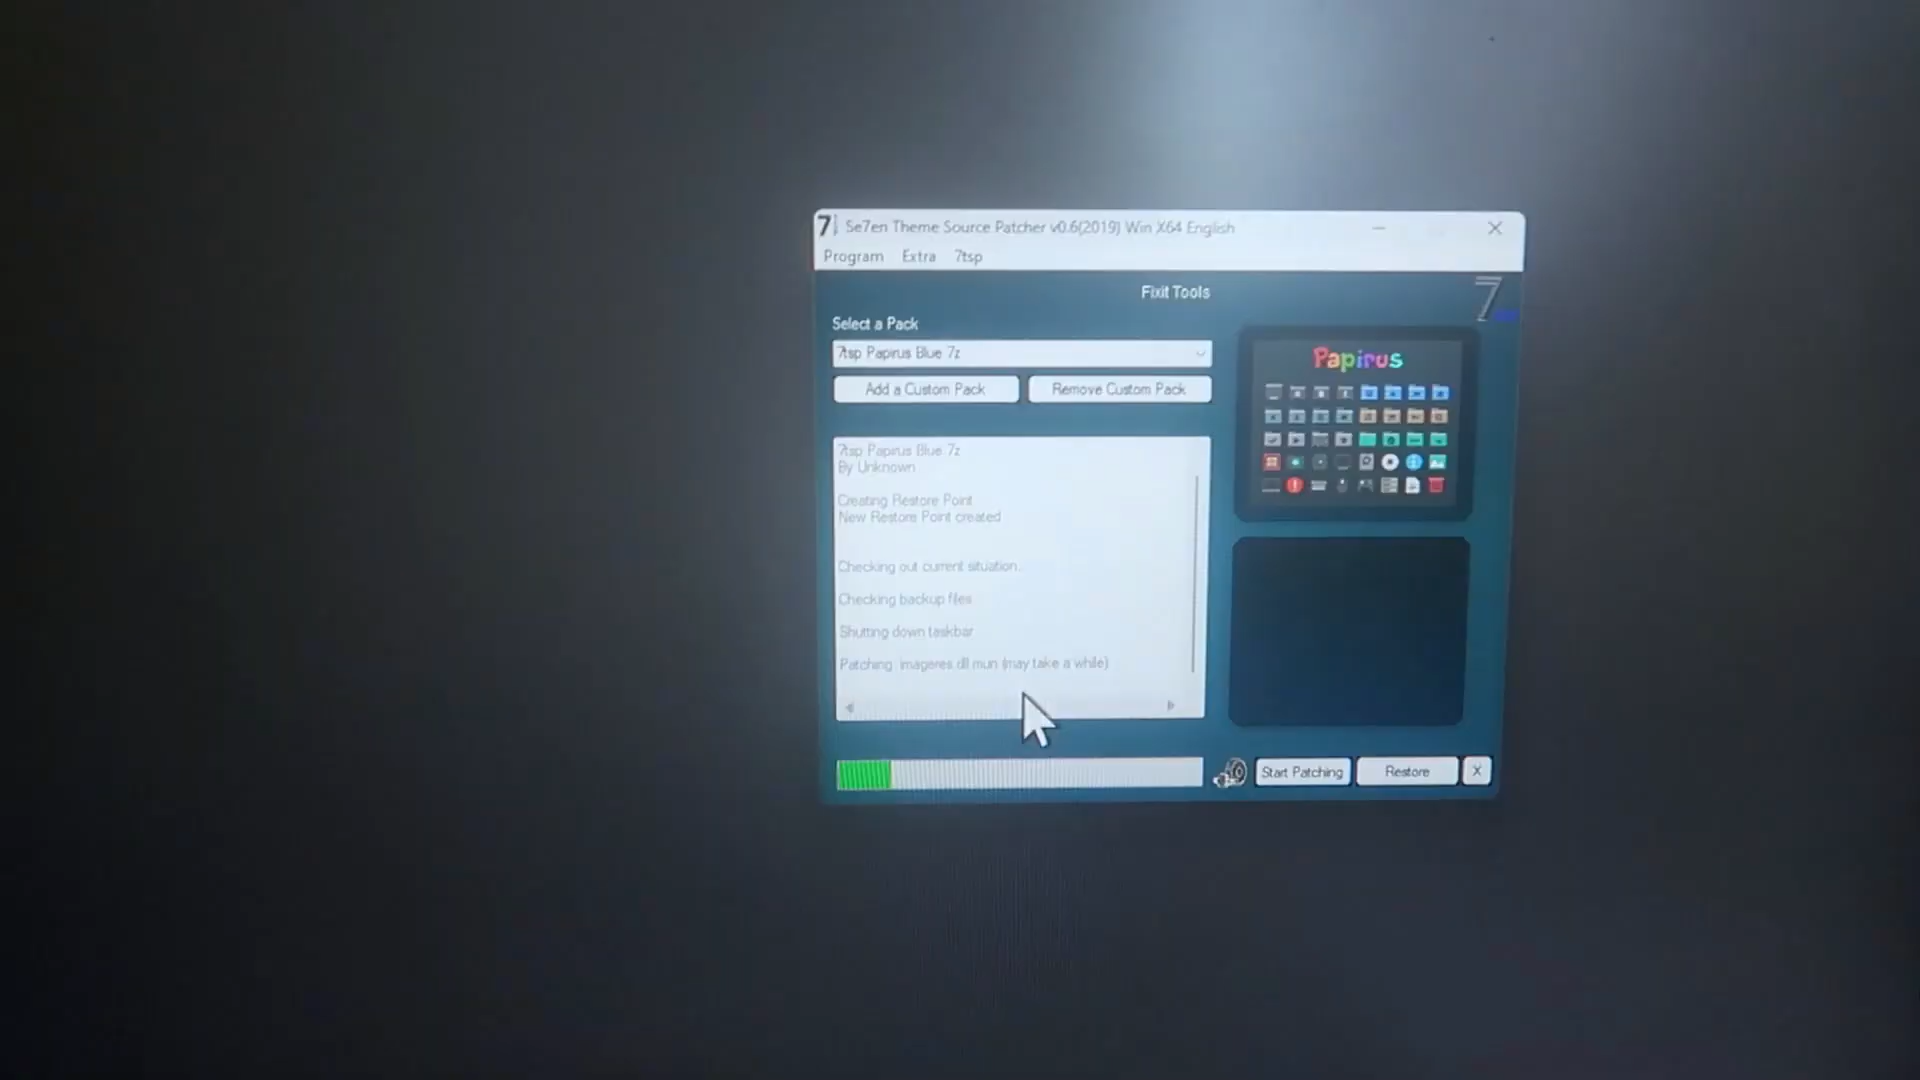 7 Se7en Theme Source Patcher v0.6(2019) Win X64 English
Program Extra 7tsp
Fixit Tools
7
Select a Pack
7tsp Papirus Blue 7z
Add a Custom Pack Remove Custom Pack
Papirus
7tsp Papirus Blue 7z
By Unknown
Creating Restore Point
New Restore Point created
Checking out current situation.
Checking backup files
Shutting down taskbar
Patching: imageres dll mun (may take a while)
Start Patching Restore X